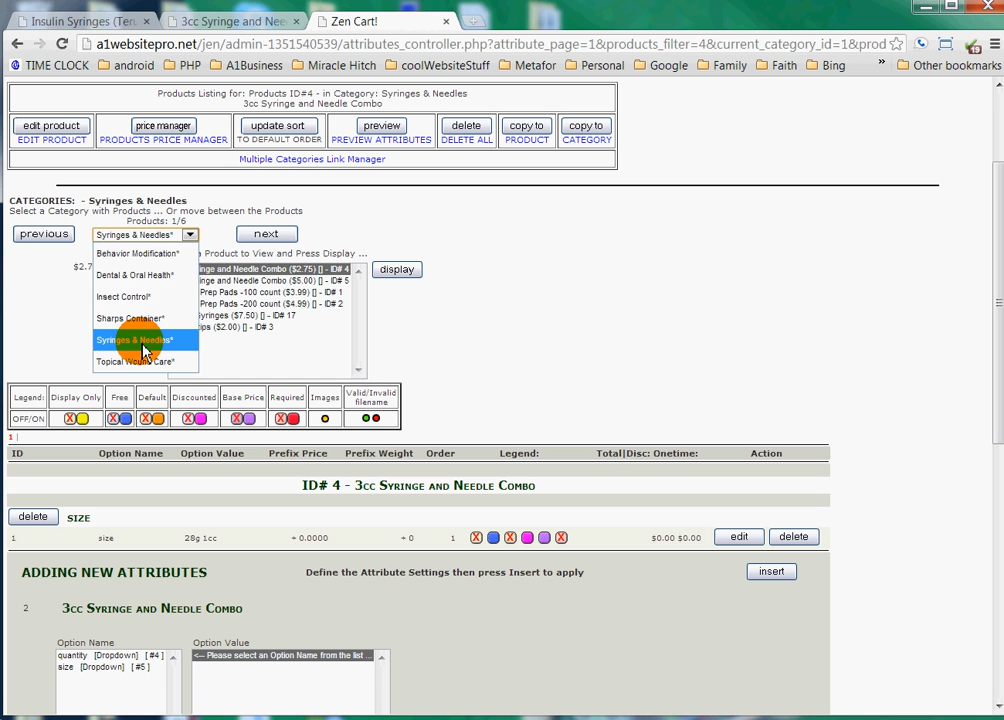 Insulin Syringes (Teru × 3cc Syringe and Nee × Zen Cart! ×
a1websitepro.net/jen/admin-1351540539/attributes_controller.php?attribute_page=1&products_filter=4&current_category_id=1&prod
19
TIME CLOCK android PHP A1Business Miracle Hitch coolWebsiteStuff Metafor Personal Google Family Faith Bing » Other bookmarks
Products Listing for: Products ID#4 - in Category: Syringes & Needles
3cc Syringe and Needle Combo
edit product price manager update sort preview delete copy to copy to
EDIT PRODUCT PRODUCTS PRICE MANAGER TO DEFAULT ORDER PREVIEW ATTRIBUTES DELETE ALL PRODUCT CATEGORY
Multiple Categories Link Manager
CATEGORIES: - Syringes & Needles
Select a Category with Products ... Or move between the Products
Products: 1/6
previous Syringes & Needles* next
Behavior Modification* a Product to View and Press Display ...
$2.7 inge and Needle Combo ($2.75) [] - ID# 4 display
Dental & Oral Health* inge and Needle Combo ($5.00) [] - ID# 5
Insect Control* Prep Pads -100 count ($3.99) [] - ID# 1
Prep Pads -200 count ($4.99) [] - ID# 2
Sharps Container* yringes ($7.50) [] - ID# 17
ips ($2.00) [] - ID# 3
Syringes & Needles*
Topical Wound Care*
Legend: Display Only Free Default Discounted Base Price Required Images Valid/Invalid filename
OFF/ON X X X X X X
1 |
ID Option Name Option Value Prefix Price Prefix Weight Order Legend: Total|Disc: Onetime: Action
ID# 4 - 3cc Syringe and Needle Combo
delete SIZE
1 size 28g 1cc + 0.0000 + 0 1 X X X $0.00 $0.00 edit delete
ADDING NEW ATTRIBUTES Define the Attribute Settings then press Insert to apply insert
2 3cc Syringe and Needle Combo
Option Name Option Value
quantity [Dropdown] [ #4 ] <-- Please select an Option Name from the list ...
size [Dropdown] [ #5 ]